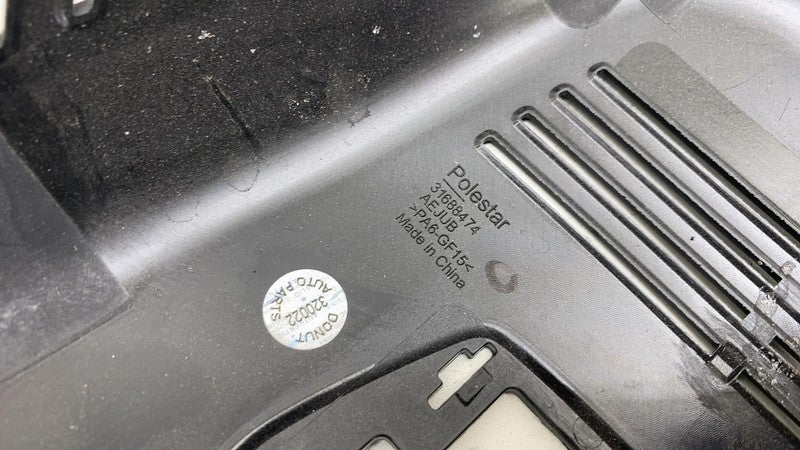 Polestar
31688474
AEJUB
>PA6-GF15<
Made in China
DONUT
320022
AUTO PARTS